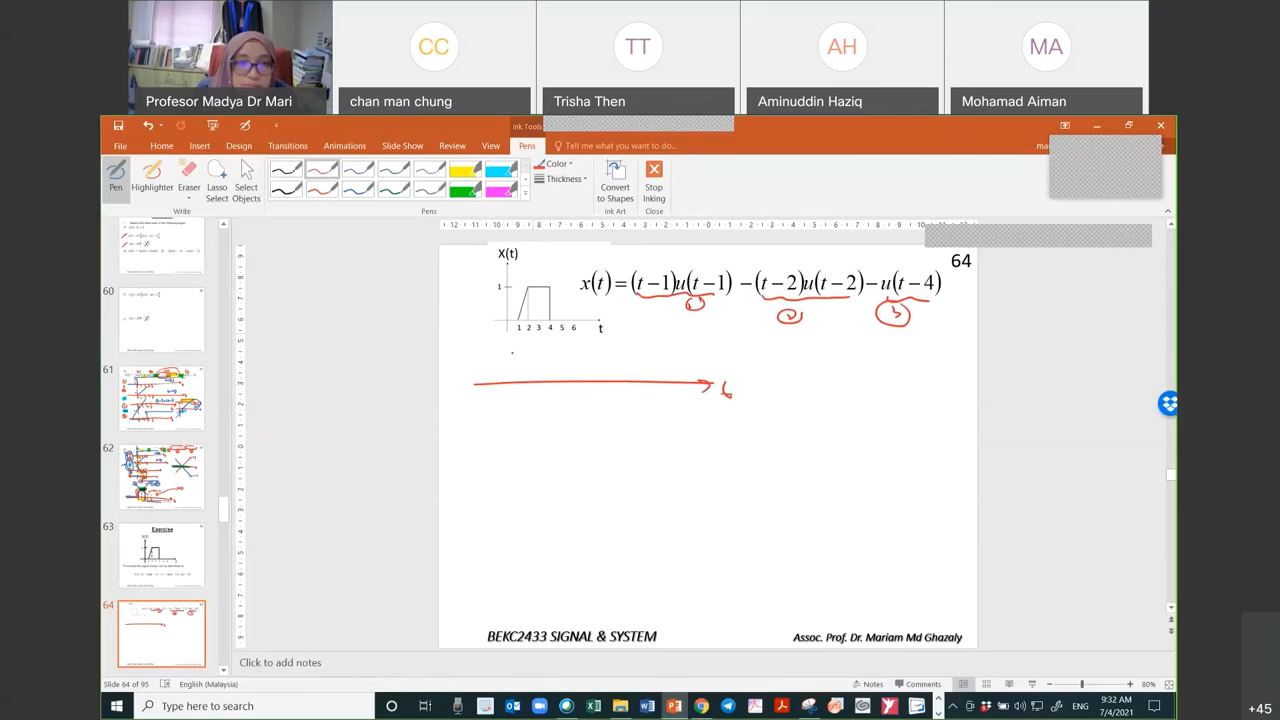 CC
TT
AH
MA
Profesor Madya Dr Mari
chan man chung
Trisha Then
Aminuddin Haziq
Mohamad Aiman
Ink Tools
File
Home
Insert
Design
Transitions
Animations
Slide Show
Review
View
Pens
Tell me what you want to do...
Pen
Highlighter
Eraser
Lasso Select
Select Objects
Color
Thickness
Convert to Shapes
Stop Inking
Write
Pens
Ink Art
Close
60
61
62
63
Exercise
64
X(t)
1
1 2 3 4 5 6
t
x(t) = (t − 1)u(t − 1) − (t − 2)u(t − 2) − u(t − 4)
1
2
3
64
t
BEKC2433 SIGNAL & SYSTEM
Assoc. Prof. Dr. Mariam Md Ghazaly
Click to add notes
Slide 64 of 95
English (Malaysia)
Notes
Comments
80%
Type here to search
ENG
9:32 AM
7/4/2021
+45